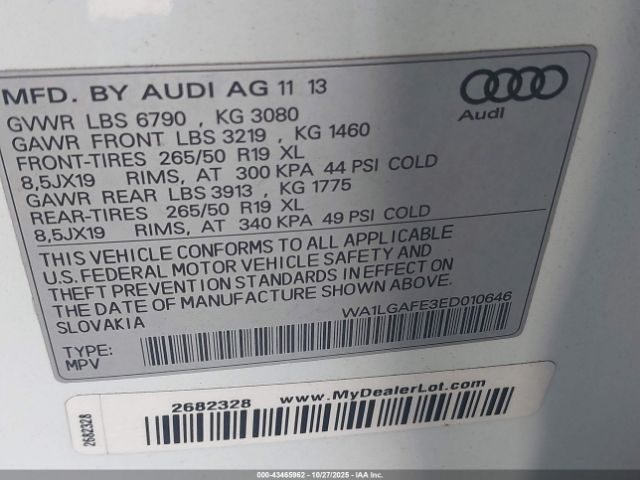 MFD. BY AUDI AG 11 13
GVWR LBS 6790 , KG 3080
GAWR FRONT LBS 3219 , KG 1460
FRONT-TIRES 265/50 R19 XL
8,5JX19 RIMS, AT 300 KPA 44 PSI COLD
GAWR REAR LBS 3913 , KG 1775
REAR-TIRES 265/50 R19 XL
8,5JX19 RIMS, AT 340 KPA 49 PSI COLD
Audi
THIS VEHICLE CONFORMS TO ALL APPLICABLE
U.S. FEDERAL MOTOR VEHICLE SAFETY AND
THEFT PREVENTION STANDARDS IN EFFECT ON
THE DATE OF MANUFACTURE SHOWN ABOVE.
SLOVAKIA
WA1LGAFE3ED010646
TYPE:
MPV
2682328
2682328
www.MyDealerLot.com
000-43465962 | 10/27/2025 | IAA Inc.